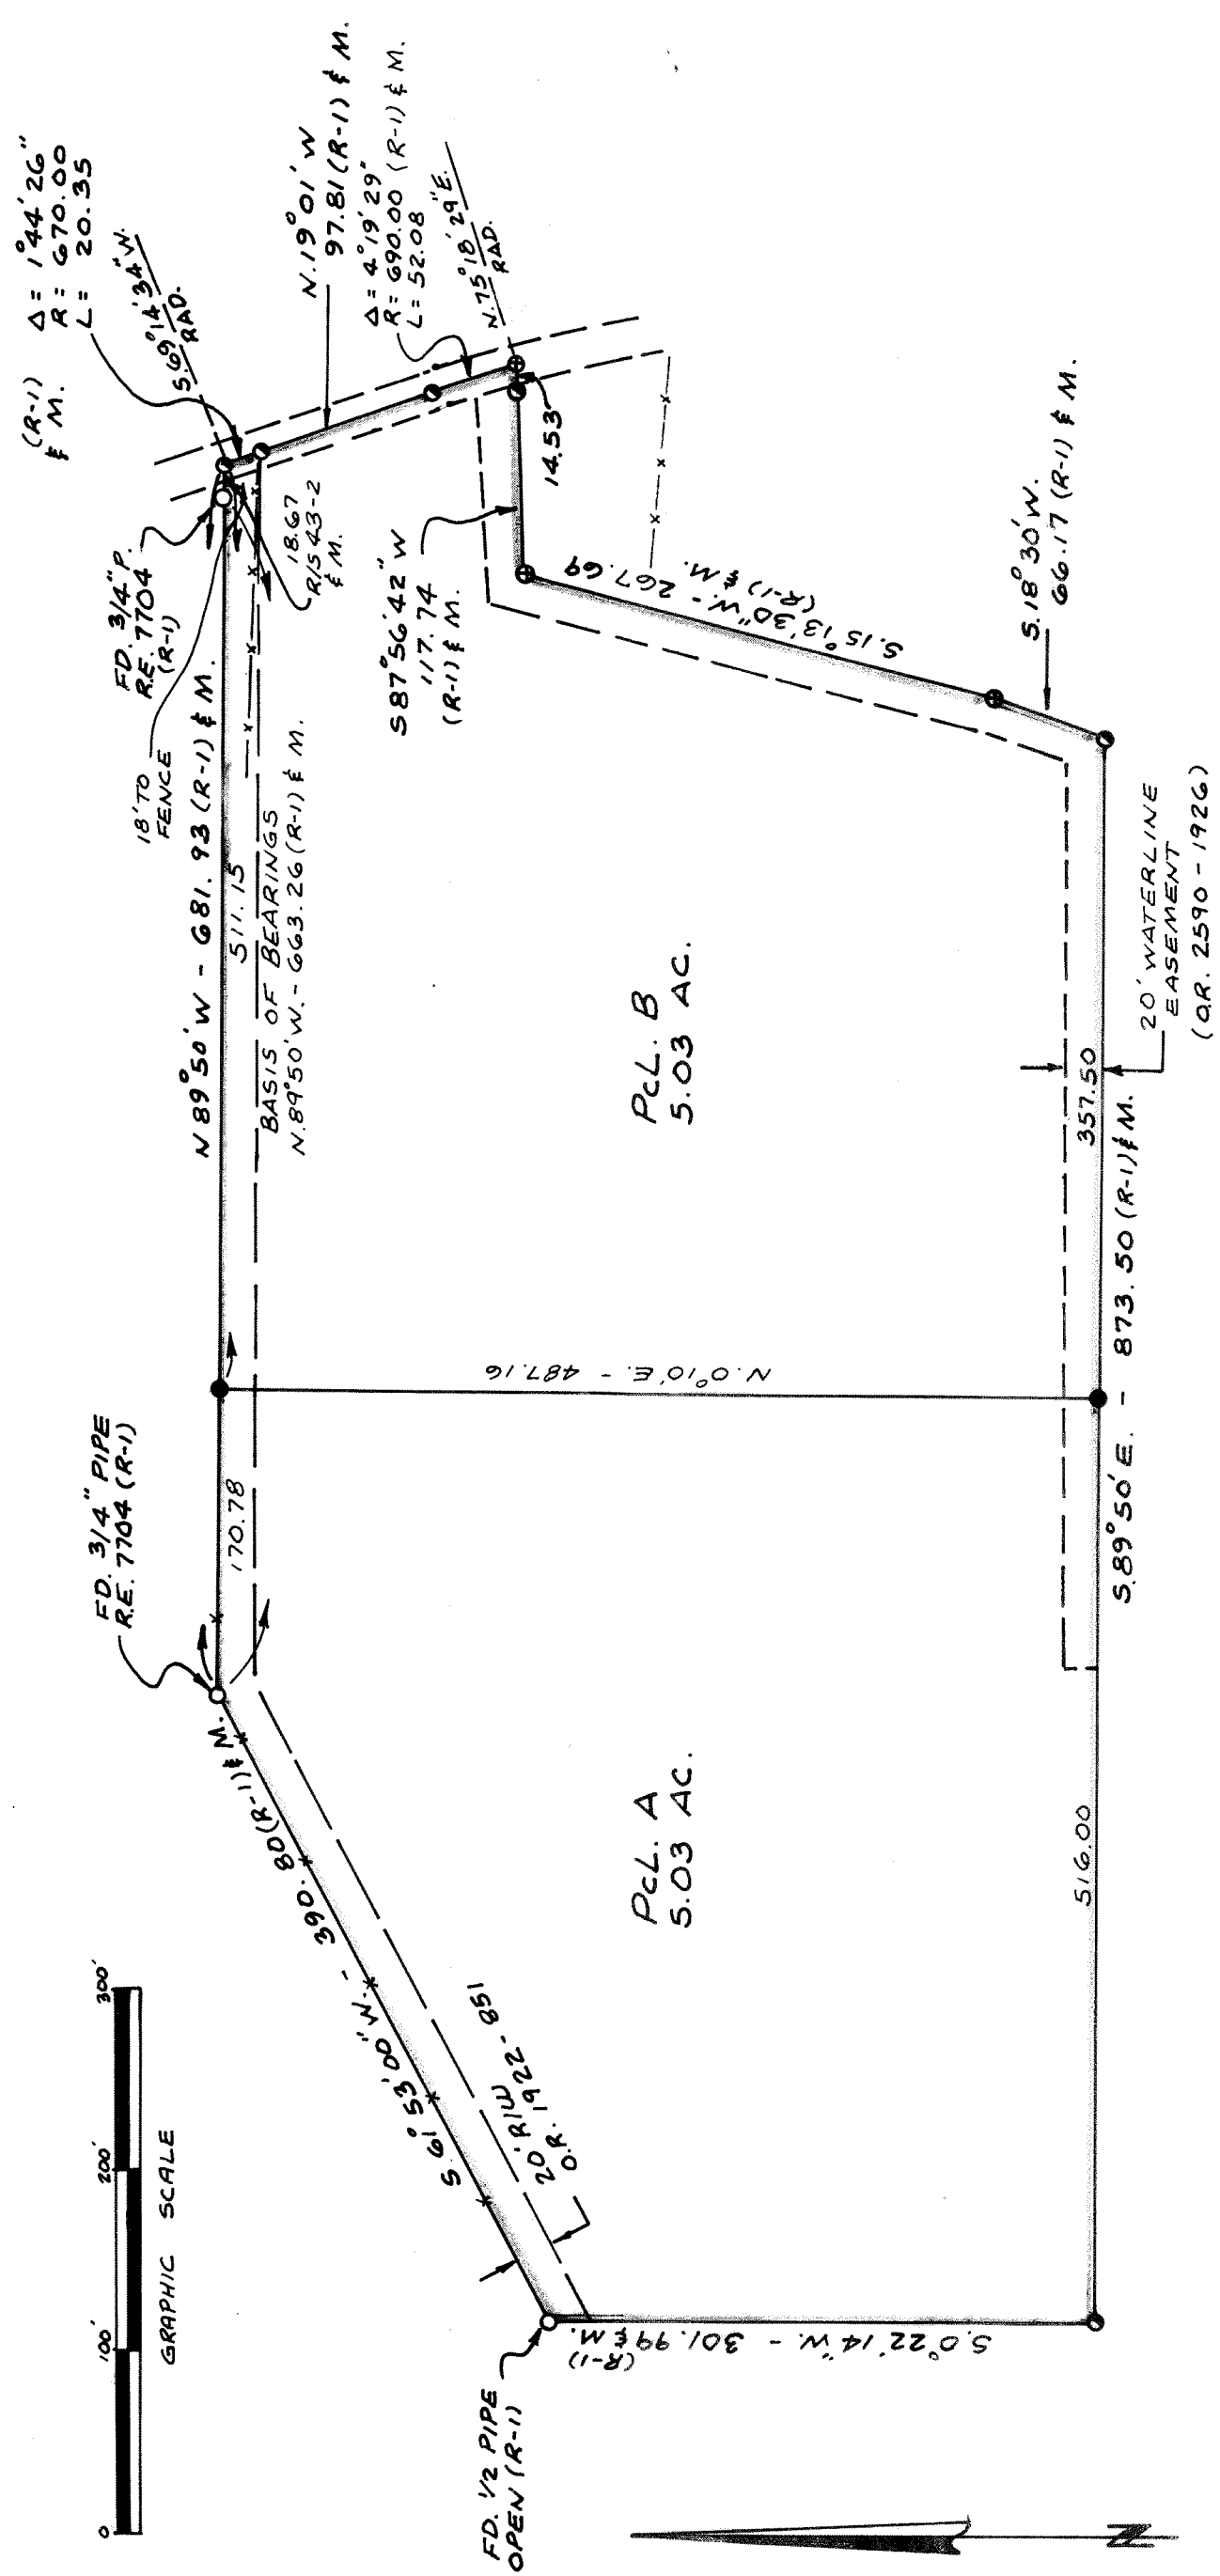 0 100' 200' 300'
GRAPHIC SCALE
FD. 3/4" PIPE
R.E. 7704 (R-1)
FD. 3/4" P.
R.E. 7704
(R-1)
18' TO
FENCE
(R-1)
& M.
Δ = 1°44'26"
R = 670.00
L = 20.35
S.69°14'34"W.
RAD.
N.19°01'W
97.81 (R-1) & M.
Δ = 4°19'29"
R = 690.00 (R-1) & M.
L = 52.08
N.75°18'29"E.
RAD.
N89°50'W - 681.93 (R-1) & M.
170.78
511.15
BASIS OF BEARINGS
N.89°50'W. - 663.26 (R-1) & M.
18.67
R/S 43-2
& M.
S87°56'42"W
117.74
(R-1) & M.
14.53
S.15°13'30"W. - 267.69
(R-1) & M.
S.18°30'W.
66.17 (R-1) & M.
S.61°53'00"W. - 390.80 (R-1) & M.
20' R/W
O.R. 1922 - 851
FD. 1/2 PIPE
OPEN (R-1)
S.0°22'14"W. - 301.99 & M.
(R-1)
PCL. A
5.03 AC.
N.0°10'E. - 487.16
PCL. B
5.03 AC.
516.00
357.50
S.89°50'E. - 873.50 (R-1) & M.
20' WATERLINE
EASEMENT
(O.R. 2590 - 1926)
N